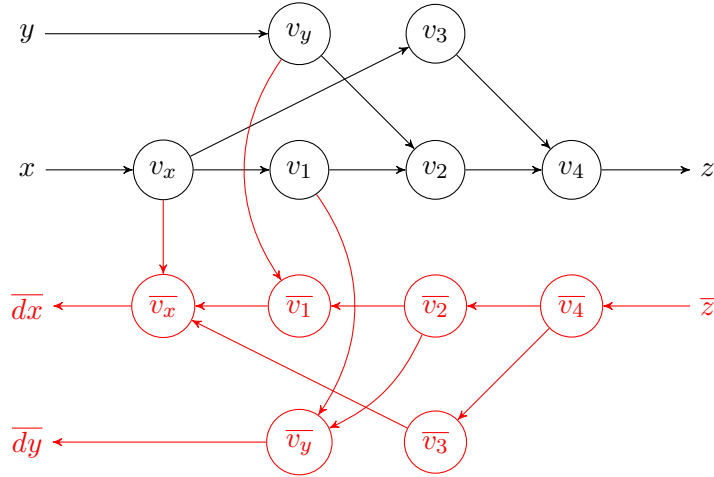 y v_y v_3
x v_x v_1 v_2 v_4 z
\overline{dx} \overline{v_x} \overline{v_1} \overline{v_2} \overline{v_4} \overline{z}
\overline{dy} \overline{v_y} \overline{v_3}